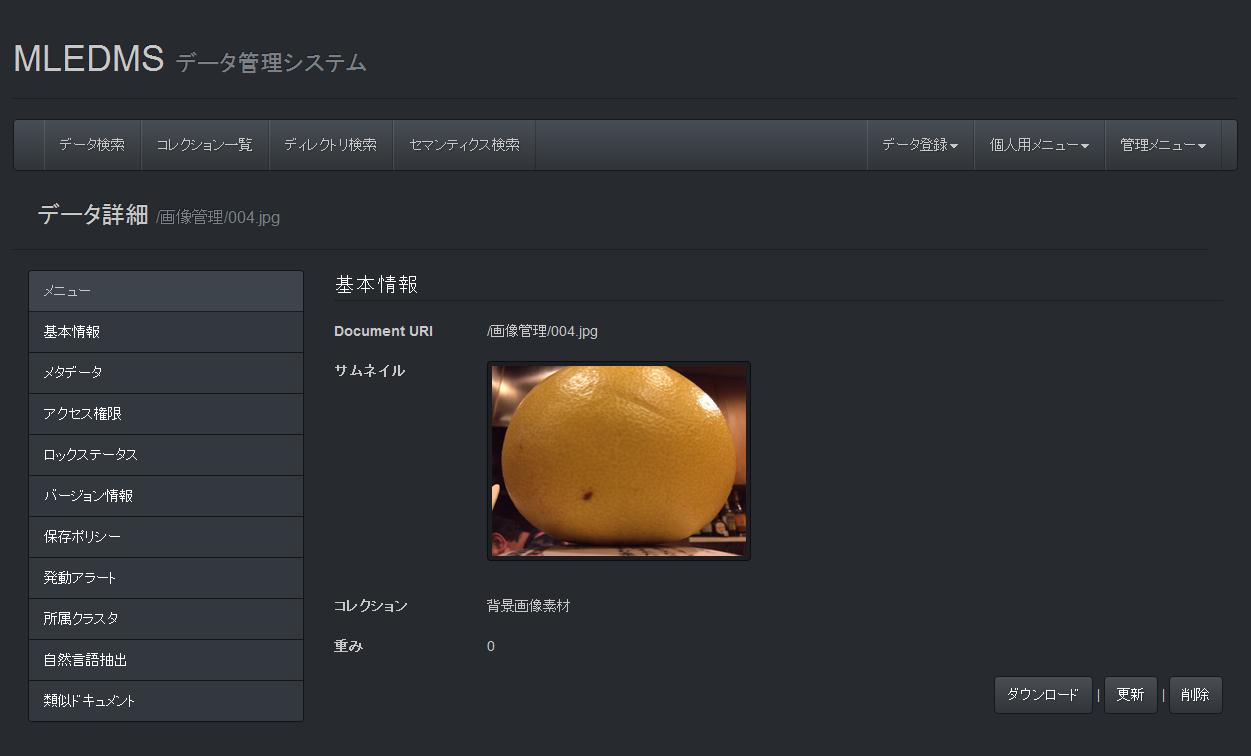 MLEDMS データ管理システム
データ検索 コレクション一覧 ディレクトリ検索 セマンティクス検索 データ登録 個人用メニュー 管理メニュー
データ詳細 /画像管理/004.jpg
メニュー
基本情報
メタデータ
アクセス権限
ロックステータス
バージョン情報
保存ポリシー
発動アラート
所属クラスタ
自然言語抽出
類似ドキュメント
基本情報
Document URI /画像管理/004.jpg
サムネイル
コレクション 背景画像素材
重み 0
ダウンロード | 更新 | 削除